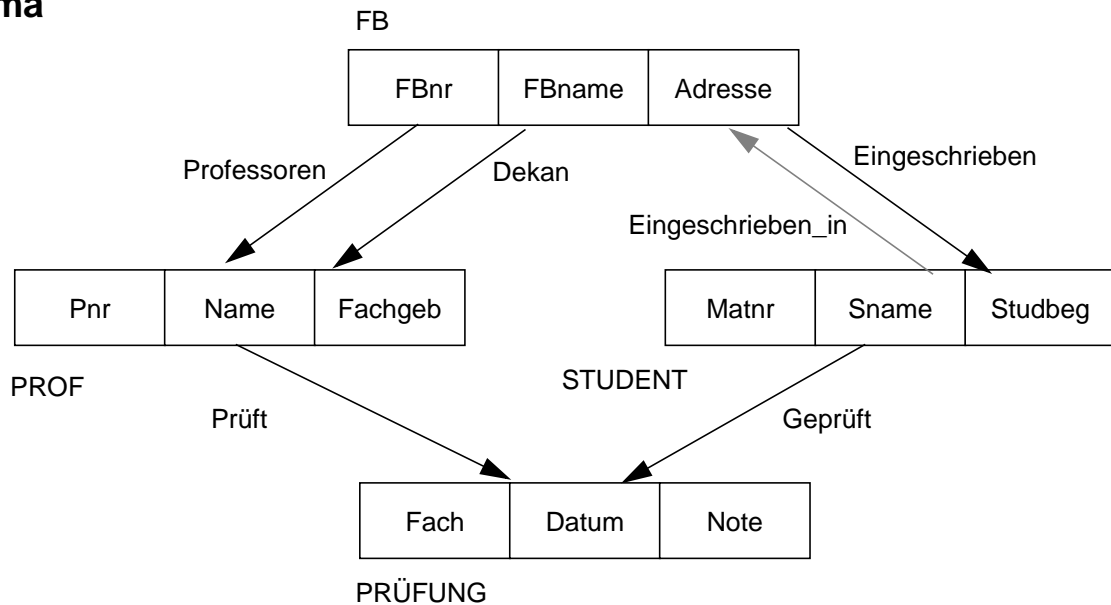 ma
FB
FBnr FBname Adresse
Professoren
Dekan
Eingeschrieben
Eingeschrieben_in
Pnr Name Fachgeb
Matnr Sname Studbeg
PROF
STUDENT
Prüft
Geprüft
Fach Datum Note
PRÜFUNG